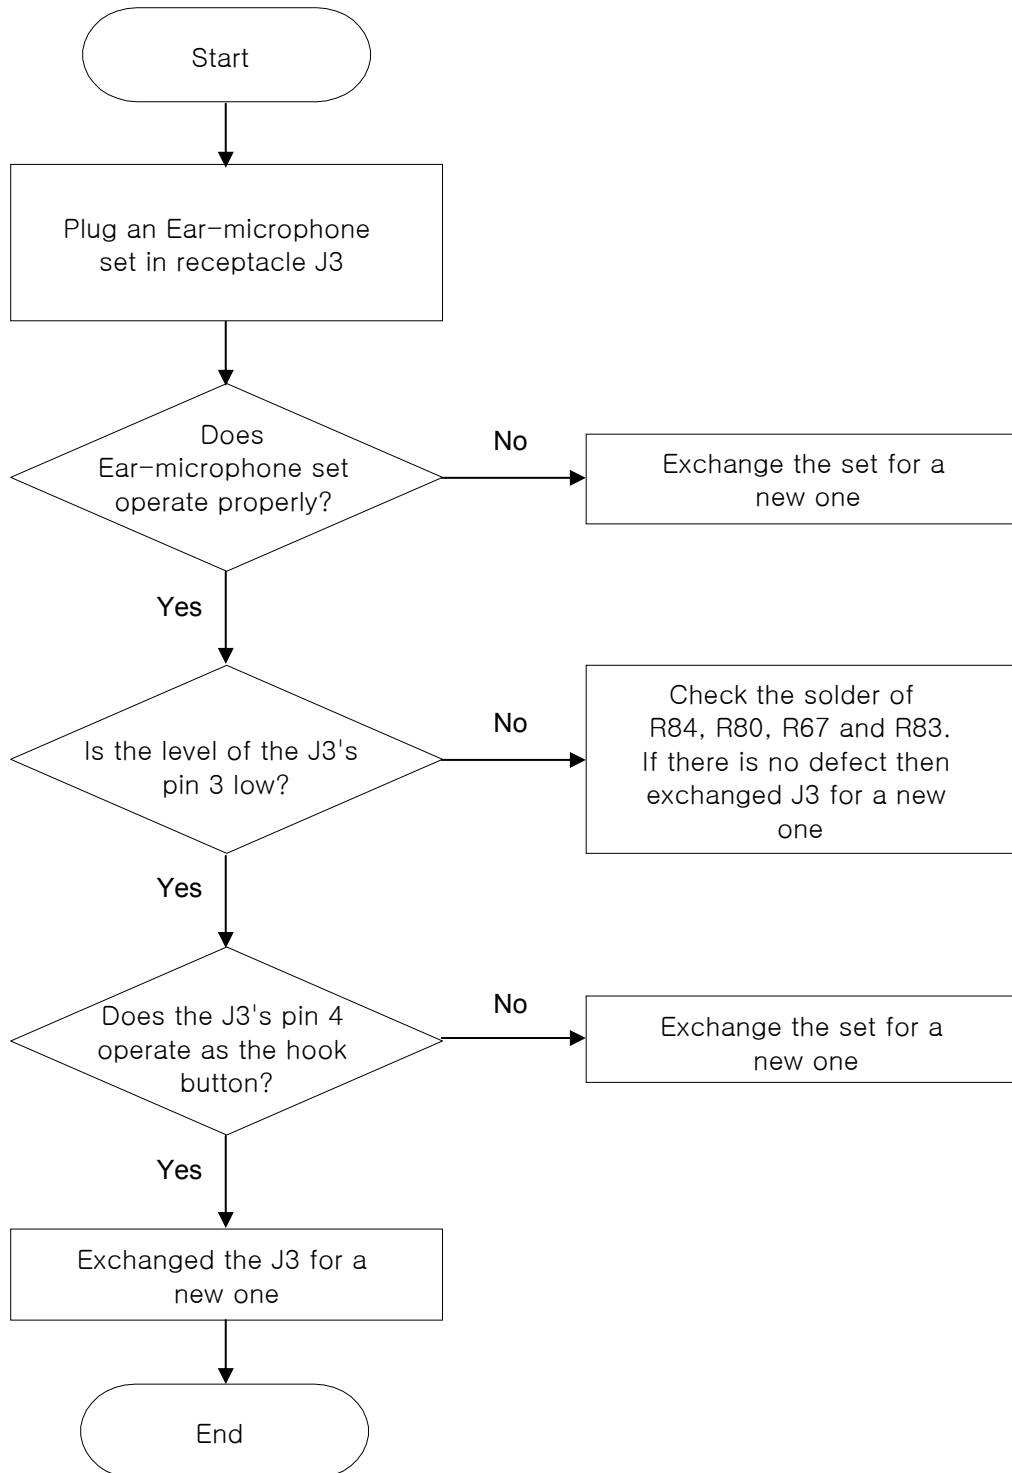 Start
Plug an Ear-microphone
set in receptacle J3
Does
Ear-microphone set
operate properly?
No
Exchange the set for a
new one
Yes
Is the level of the J3's
pin 3 low?
No
Check the solder of
R84, R80, R67 and R83.
If there is no defect then
exchanged J3 for a new
one
Yes
Does the J3's pin 4
operate as the hook
button?
No
Exchange the set for a
new one
Yes
Exchanged the J3 for a
new one
End